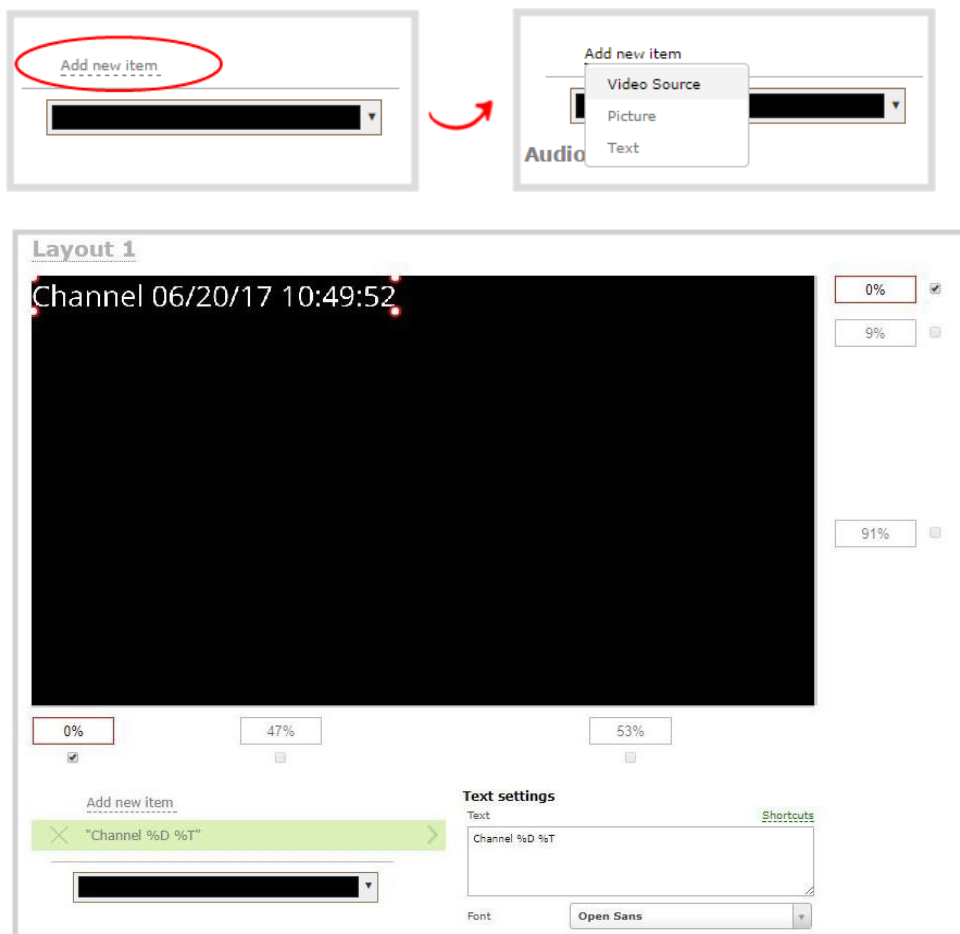 Add new item
Add new item
Video Source
Picture
Text
Audio
Layout 1
Channel 06/20/17 10:49:52
0%
9%
91%
0%
47%
53%
Add new item
"Channel %D %T"
Text settings
Text
Shortcuts
Channel %D %T
Font
Open Sans